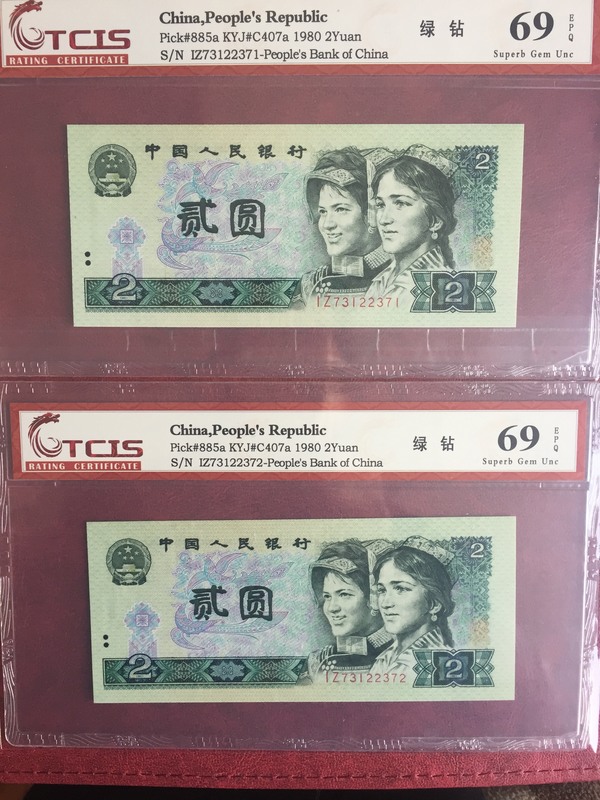 TCIS
RATING CERTIFICATE
China,People's Republic
Pick#885a KYJ#C407a 1980 2Yuan
S/N IZ73122371-People's Bank of China
绿钻
69
EPQ
Superb Gem Unc
中国人民银行
2
贰圆
2
IZ73122371
2
TCIS
RATING CERTIFICATE
China,People's Republic
Pick#885a KYJ#C407a 1980 2Yuan
S/N IZ73122372-People's Bank of China
绿钻
69
EPQ
Superb Gem Unc
中国人民银行
2
贰圆
2
IZ73122372
2